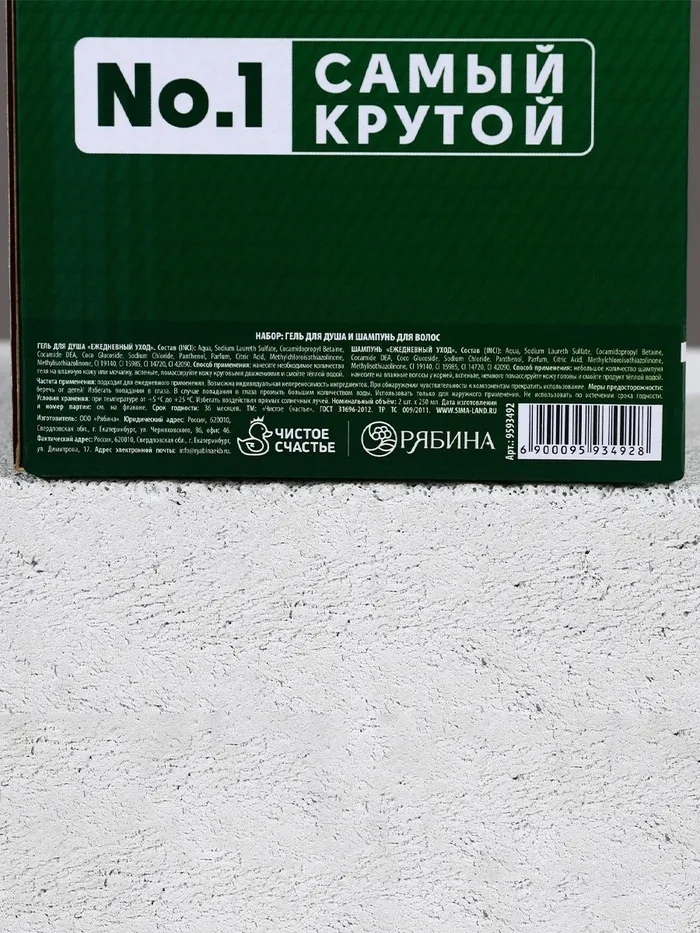 No.1
САМЫЙ
КРУТОЙ
НАБОР: ГЕЛЬ ДЛЯ ДУША И ШАМПУНЬ ДЛЯ ВОЛОС
ГЕЛЬ ДЛЯ ДУША «ЕЖЕДНЕВНЫЙ УХОД». Состав (INCI): Aqua, Sodium Laureth Sulfate, Cocamidopropyl Betaine,
Cocamide DEA, Coco Glucoside, Sodium Chloride, Panthenol, Parfum, Citric Acid, Methylchloroisothiazolinone,
Methylisothiazolinone, CI 19140, CI 15985, CI 14720, CI 42090. Способ применения: нанесите необходимое количество
геля на влажную кожу или мочалку, вспеньте, помассируйте кожу круговыми движениями и смойте тёплой водой.
ШАМПУНЬ «ЕЖЕДНЕВНЫЙ УХОД». Состав (INCI): Aqua, Sodium Laureth Sulfate, Cocamidopropyl Betaine,
Cocamide DEA, Coco Glucoside, Sodium Chloride, Panthenol, Parfum, Citric Acid, Methylchloroisothiazolinone,
Methylisothiazolinone, CI 19140, CI 15985, CI 14720, CI 42090. Способ применения: небольшое количество шампуня
нанесите на влажные волосы у корней, вспеньте, немного помассируйте кожу головы и смойте продукт тёплой водой.
Частота применения: подходит для ежедневного применения. Возможна индивидуальная непереносимость ингредиентов. При обнаружении чувствительности к компонентам прекратить использование. Меры предосторожности:
беречь от детей! Избегать попадания в глаза. В случае попадания в глаза промыть большим количеством воды. Использовать только по назначению. Для наружного применения. Не использовать по истечении срока годности.
Условия хранения: при температуре от +5 °С до +25 °С. Избегать воздействия прямых солнечных лучей. Номинальный объём: 2 шт. х 250 мл. Дата изготовления
и номер партии: см. на флаконе. Срок годности: 36 месяцев. ТМ: «Чистое Счастье». ГОСТ 31696-2012. ТР ТС 009/2011. WWW.SIMA-LAND.RU
Изготовитель: ООО «Рябина» Юридический адрес: Россия, 620010,
Свердловская обл., г. Екатеринбург, ул. Черняховского, 86, офис 46.
Фактический адрес: Россия, 620010, Свердловская обл., г. Екатеринбург,
ул. Димитрова, 17. Адрес электронной почты:
ЧИСТОЕ
СЧАСТЬЕ
РЯБИНА
Арт.: 9593492
6 900095 934928